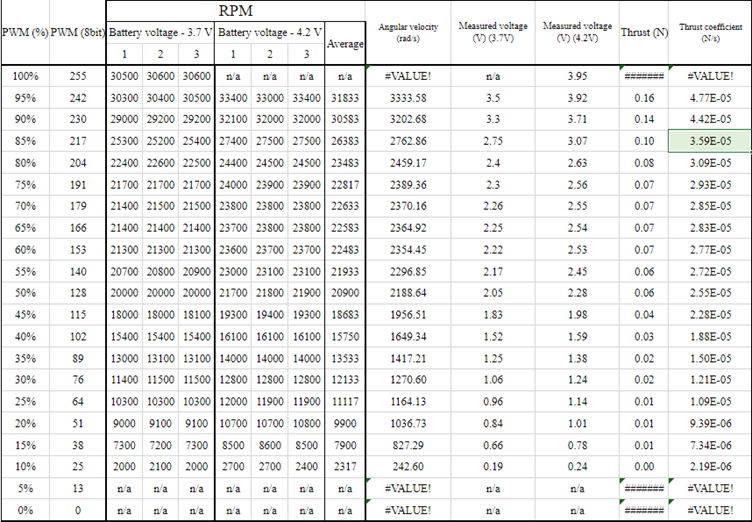 RPM
PWM (%) PWM (8bit) Battery voltage - 3.7 V Battery voltage - 4.2 V Average Angular velocity (rad/s) Measured voltage (V) (3.7V) Measured voltage (V) (4.2V) Thrust (N) Thrust coefficient (N/s)
1 2 3 1 2 3
100% 255 30500 30600 30600 n/a n/a n/a n/a #VALUE! n/a 3.95 ####### #VALUE!
95% 242 30300 30400 30500 33400 33000 33400 31833 3333.58 3.5 3.92 0.16 4.77E-05
90% 230 29000 29200 29200 32100 32000 32000 30583 3202.68 3.3 3.71 0.14 4.42E-05
85% 217 25300 25200 25400 27400 27500 27500 26383 2762.86 2.75 3.07 0.10 3.59E-05
80% 204 22400 22600 22500 24400 24500 24500 23483 2459.17 2.4 2.63 0.08 3.09E-05
75% 191 21700 21700 21700 24000 23900 23900 22817 2389.36 2.3 2.56 0.07 2.93E-05
70% 179 21400 21500 21500 23800 23800 23800 22633 2370.16 2.26 2.55 0.07 2.85E-05
65% 166 21400 21400 21400 23700 23800 23800 22583 2364.92 2.25 2.54 0.07 2.83E-05
60% 153 21300 21300 21300 23600 23700 23700 22483 2354.45 2.22 2.53 0.07 2.77E-05
55% 140 20700 20800 20900 23000 23100 23100 21933 2296.85 2.17 2.45 0.06 2.72E-05
50% 128 20000 20000 20000 21700 21800 21900 20900 2188.64 2.05 2.28 0.06 2.55E-05
45% 115 18000 18000 18100 19300 19400 19300 18683 1956.51 1.83 1.98 0.04 2.28E-05
40% 102 15400 15400 15400 16100 16100 16100 15750 1649.34 1.52 1.59 0.03 1.88E-05
35% 89 13000 13100 13100 14000 14000 14000 13533 1417.21 1.25 1.38 0.02 1.50E-05
30% 76 11400 11500 11500 12800 12800 12800 12133 1270.60 1.06 1.24 0.02 1.21E-05
25% 64 10300 10300 10300 12000 11900 11900 11117 1164.13 0.96 1.14 0.01 1.09E-05
20% 51 9000 9100 9100 10700 10700 10800 9900 1036.73 0.84 1.01 0.01 9.39E-06
15% 38 7300 7200 7300 8500 8600 8500 7900 827.29 0.66 0.78 0.01 7.34E-06
10% 25 2000 2100 2000 2700 2700 2400 2317 242.60 0.19 0.24 0.00 2.19E-06
5% 13 n/a n/a n/a n/a n/a n/a n/a #VALUE! n/a n/a ####### #VALUE!
0% 0 n/a n/a n/a n/a n/a n/a n/a #VALUE! n/a n/a ####### #VALUE!